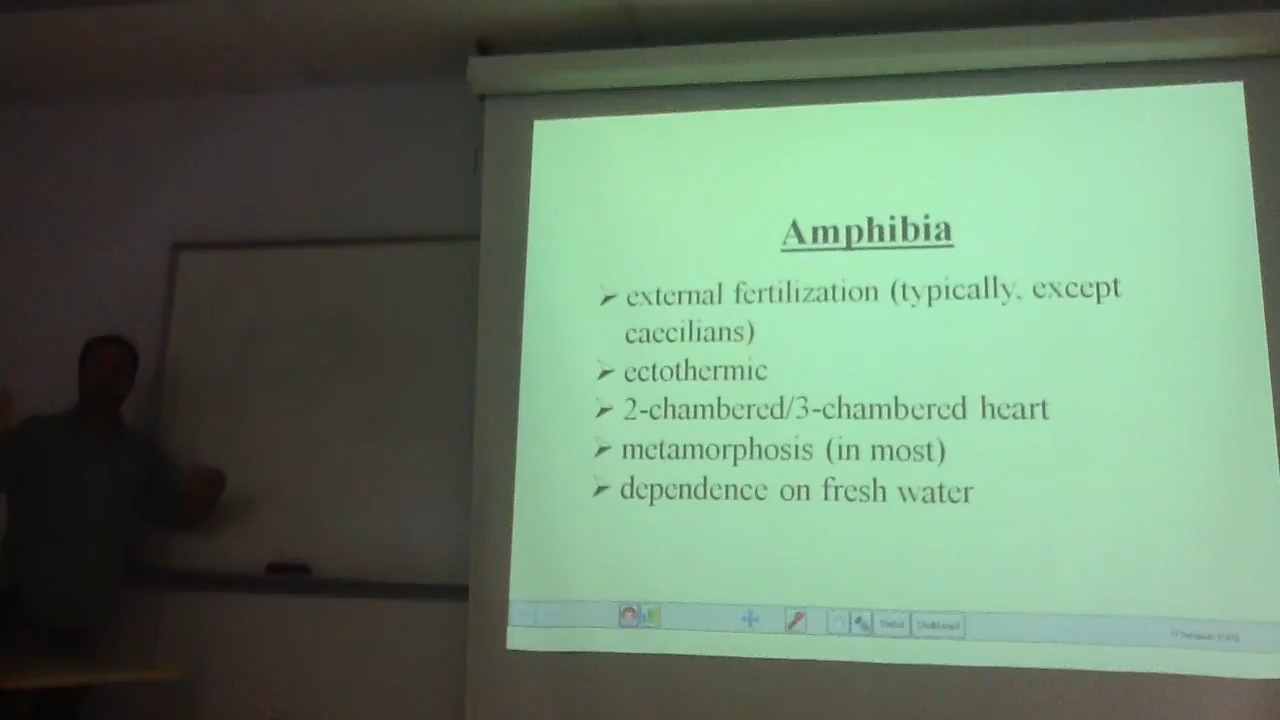 Amphibia
➤ external fertilization (typically, except
caecilians)
➤ ectothermic
➤ 2-chambered/3-chambered heart
➤ metamorphosis (in most)
➤ dependence on fresh water